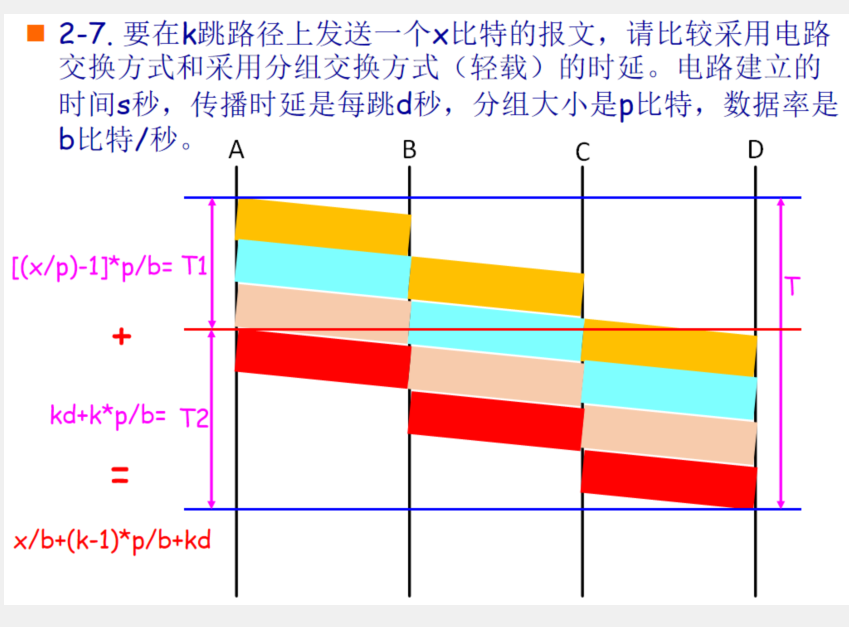 2-7. 要在k跳路径上发送一个x比特的报文，请比较采用电路
交换方式和采用分组交换方式（轻载）的时延。电路建立的
时间s秒，传播时延是每跳d秒，分组大小是p比特，数据率是
b比特/秒。
A B C D
[(x/p)-1]*p/b= T1
T
+
kd+k*p/b= T2
=
x/b+(k-1)*p/b+kd